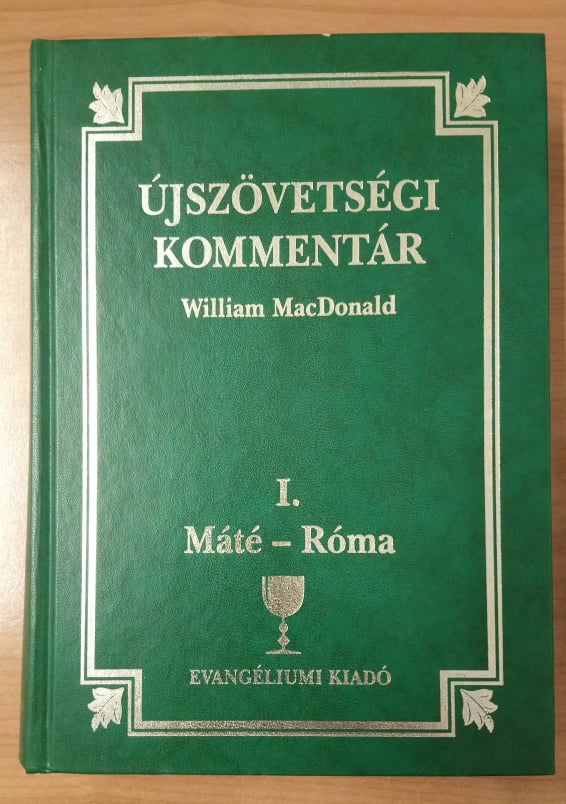 ÚJSZÖVETSÉGI
KOMMENTÁR
William MacDonald
I.
Máté – Róma
EVANGÉLIUMI KIADÓ